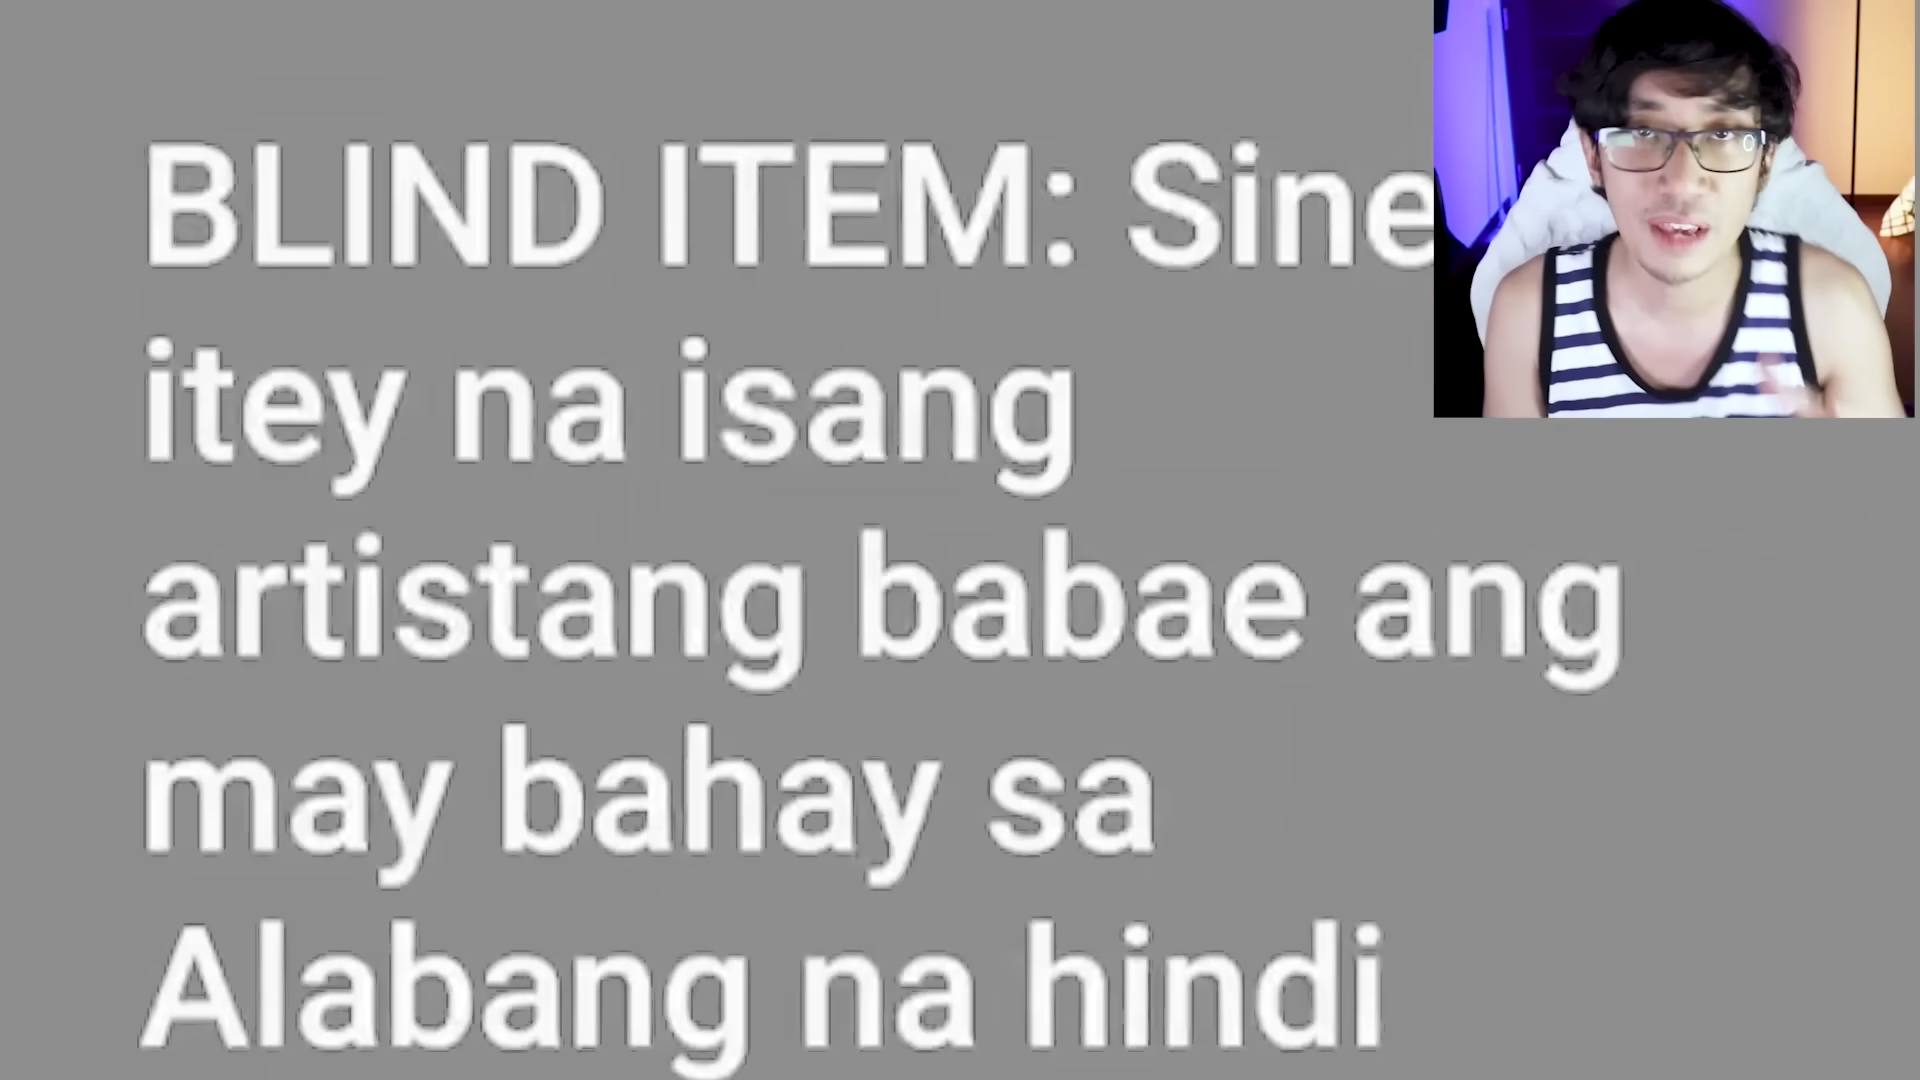 BLIND ITEM: Sine
itey na isang
artistang babae ang
may bahay sa
Alabang na hindi